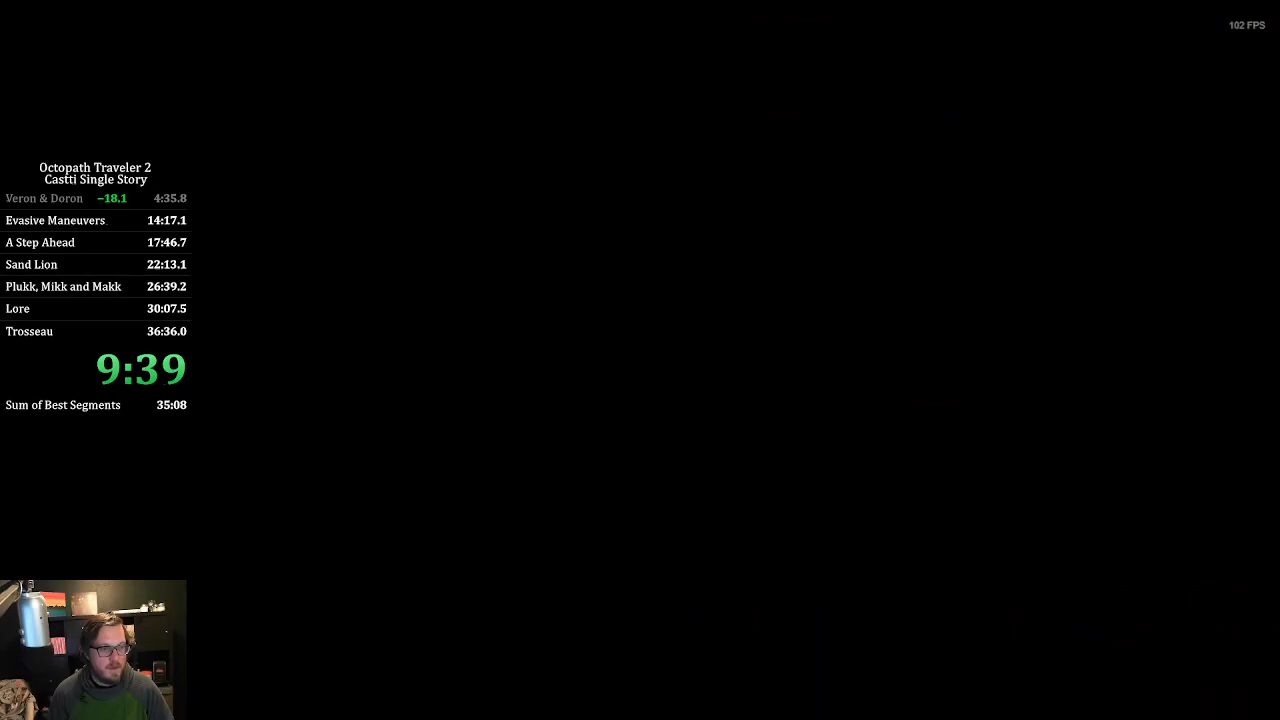 102 FPS
Octopath Traveler 2
Castti Single Story
Veron & Doron −18.1 4:35.8
Evasive Maneuvers 14:17.1
A Step Ahead 17:46.7
Sand Lion 22:13.1
Plukk, Mikk and Makk 26:39.2
Lore 30:07.5
Trosseau 36:36.0
9:39
Sum of Best Segments 35:08